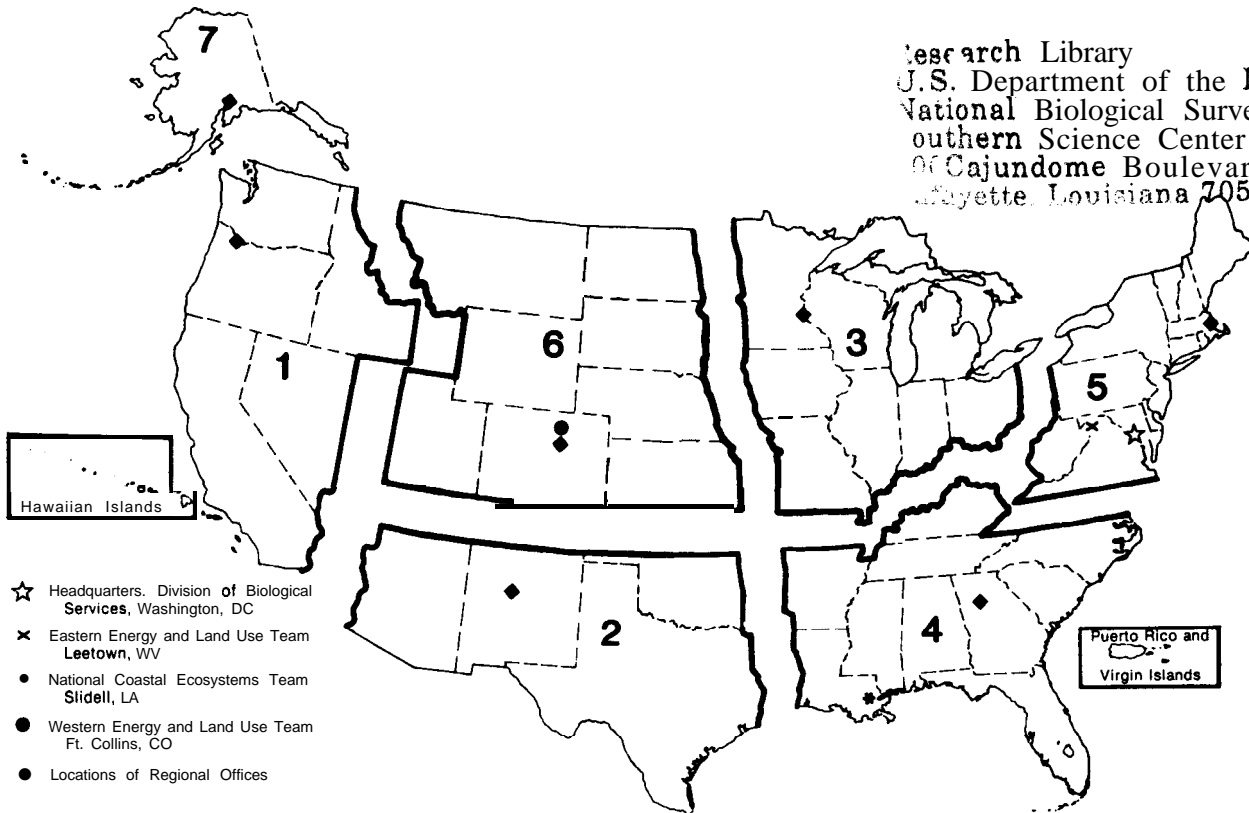 7
Research Library
U.S. Department of the
National Biological
Southern Science Center
Cajundome
Lafayette, Louisiana 705
6
3
1
5
Hawaiian Islands
Headquarters. Division of Biological
Services, Washington, DC
Eastern Energy and Land Use Team
Leetown, WV
National Coastal Ecosystems Team
Slidell, LA
Western Energy and Land Use Team
Ft. Collins, CO
Locations of Regional Offices
2
4
Puerto Rico and
Virgin Islands